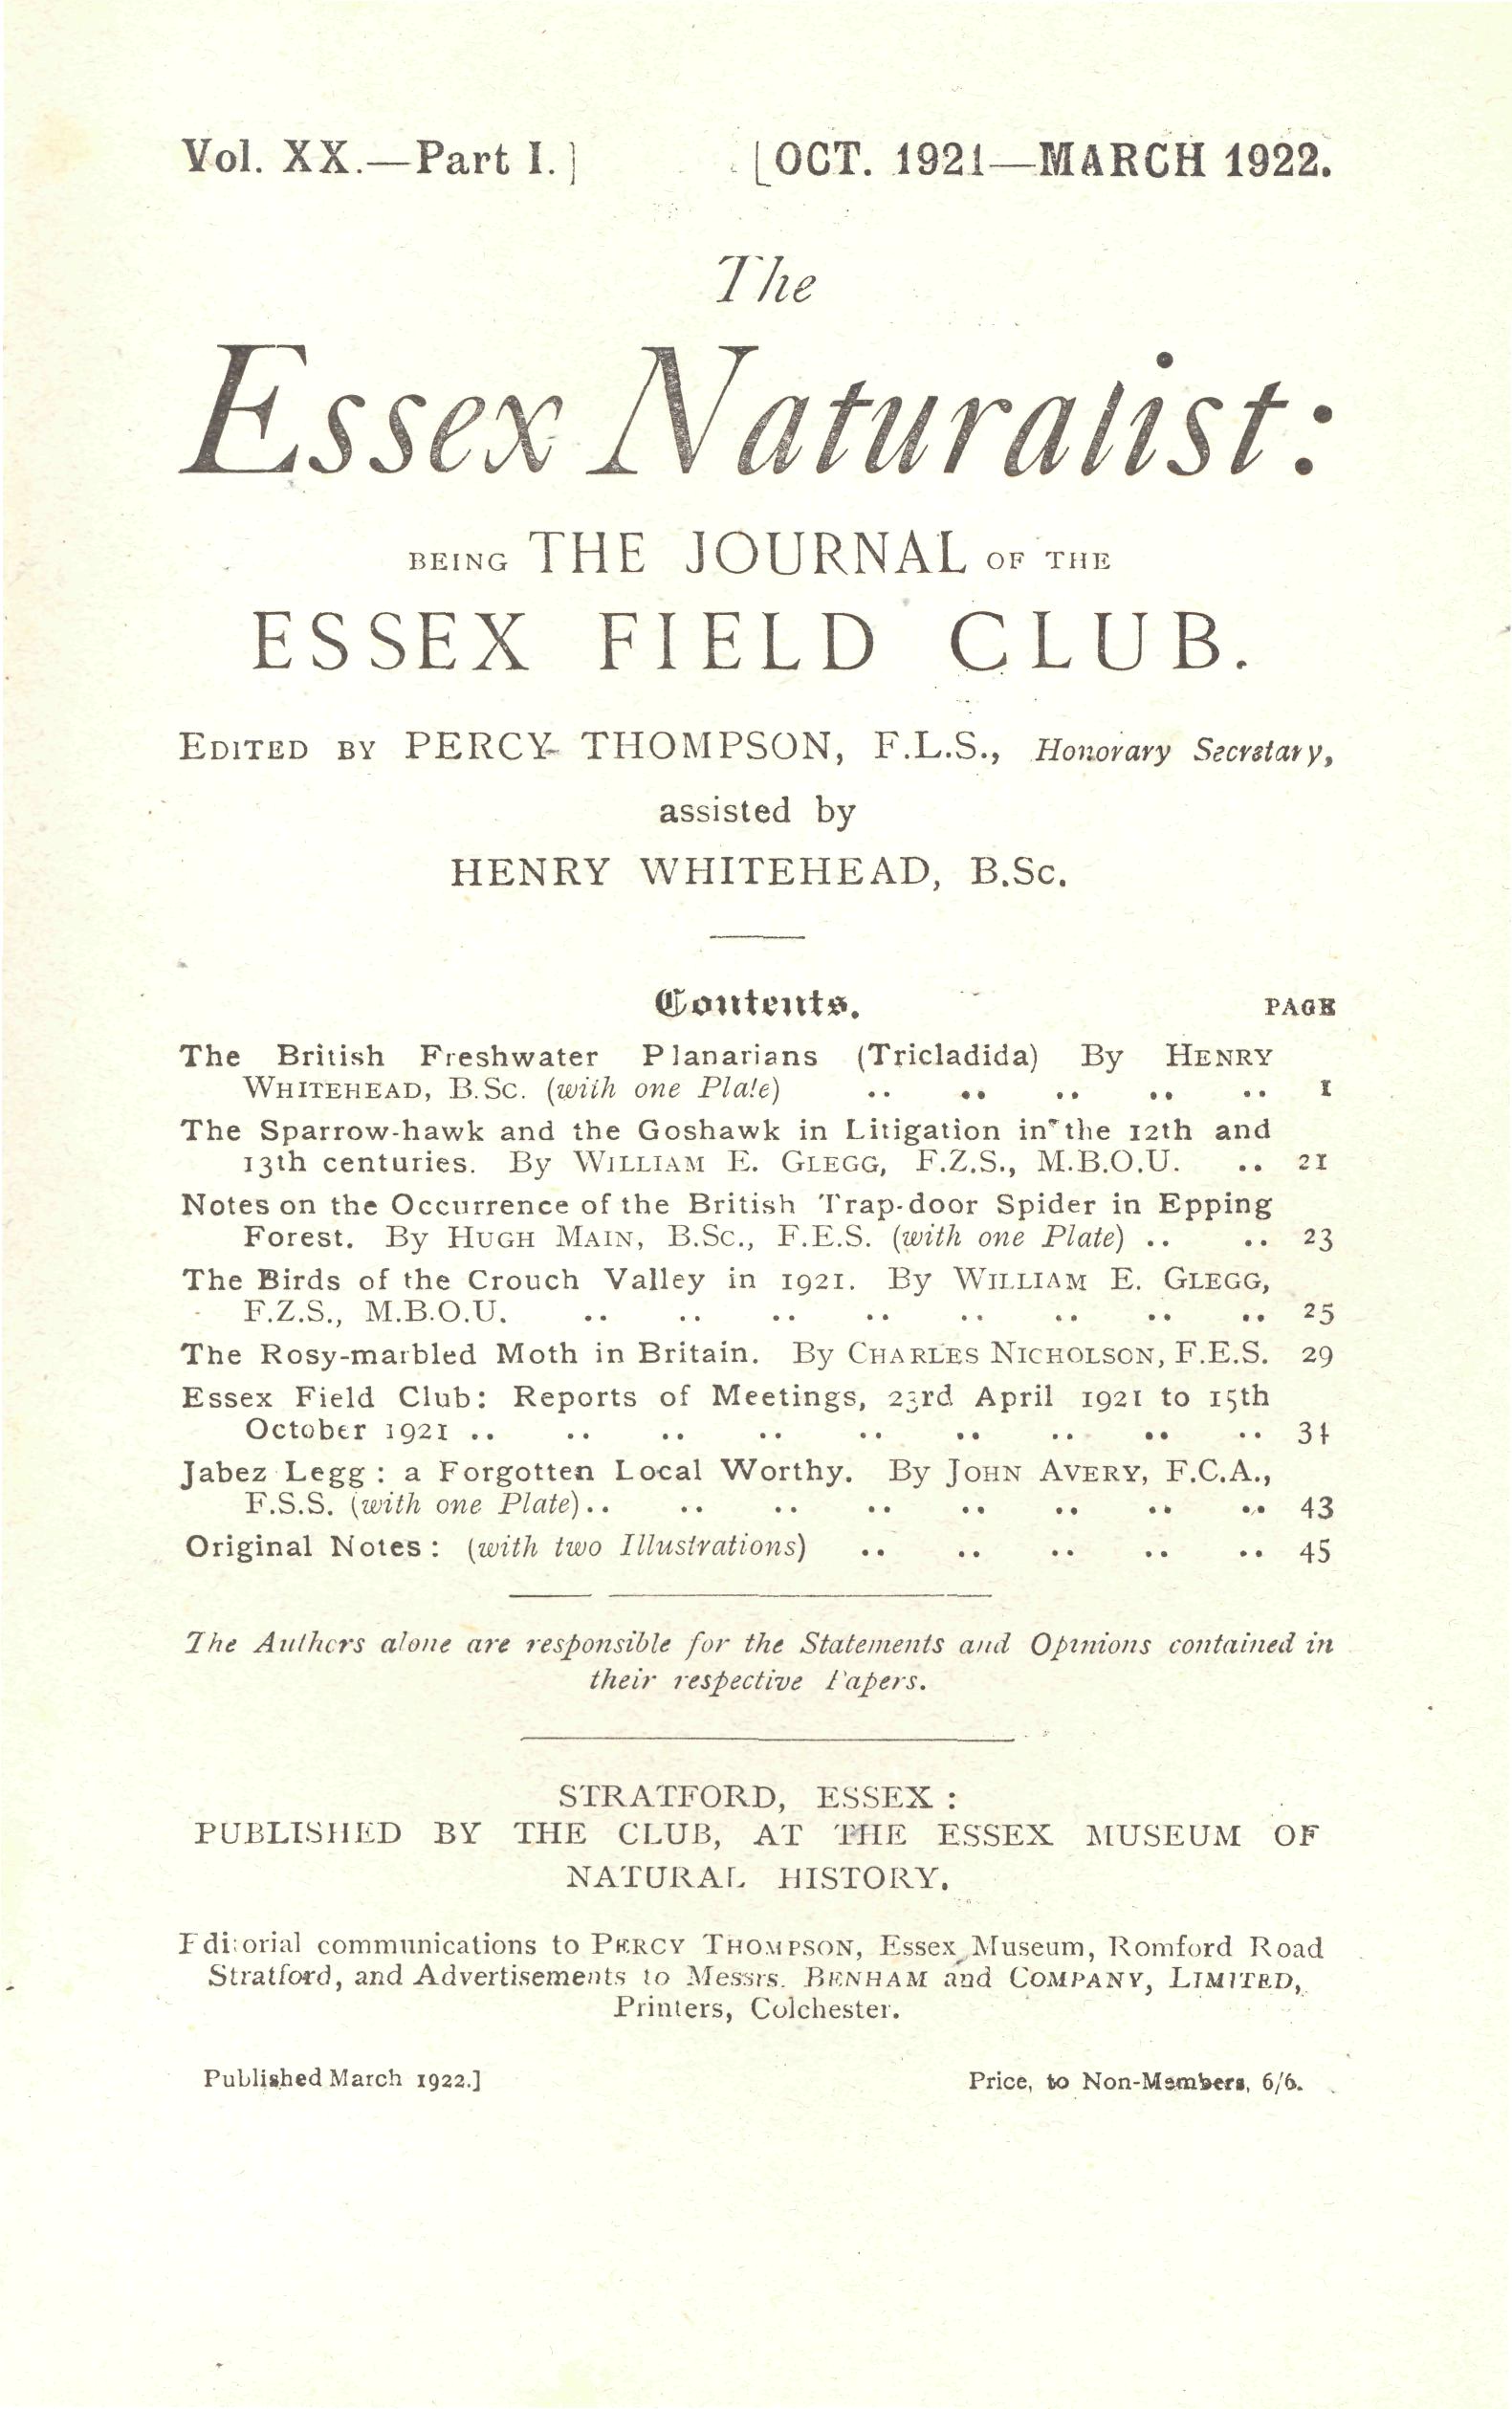 Vol. XX.—Part I.]
[OCT. 1921—MARCH 1922.
The
Essex Naturalist:
BEING THE JOURNAL OF THE
ESSEX FIELD CLUB.
EDITED BY PERCY THOMPSON, F.L.S., Honorary Secretary,
assisted by
HENRY WHITEHEAD, B.Sc.
Contents.
PAGE
The British Freshwater Planarians (Tricladida) By HENRY
WHITEHEAD, B.Sc. (with one Plate) .. .. .. .. .. 1
The Sparrow-hawk and the Goshawk in Litigation in the 12th and
13th centuries. By WILLIAM E. GLEGG, F.Z.S., M.B.O.U. .. 21
Notes on the Occurrence of the British Trap-door Spider in Epping
Forest. By HUGH MAIN, B.Sc., F.E.S. (with one Plate) .. .. 23
The Birds of the Crouch Valley in 1921. By WILLIAM E. GLEGG,
F.Z.S., M.B.O.U. .. .. .. .. .. .. .. .. 25
The Rosy-marbled Moth in Britain. By CHARLES NICHOLSON, F.E.S. 29
Essex Field Club: Reports of Meetings, 23rd April 1921 to 15th
October 1921 .. .. .. .. .. .. .. .. ..
Jabez Legg: a Forgotten Local Worthy. By JOHN AVERY, F.C.A.,
F.S.S. (with one Plate).. .. .. .. .. .. .. .. 43
Original Notes: (with two Illustrations) .. .. .. .. .. 45
The Authors alone are responsible for the Statements and Opinions contained in
their respective Papers.
STRATFORD, ESSEX:
PUBLISHED BY THE CLUB, AT THE ESSEX MUSEUM OF
NATURAL HISTORY.
Editorial communications to PERCY THOMPSON, Essex Museum, Romford Road
Stratford, and Advertisements to Messrs. BENHAM and COMPANY, LIMITED,
Printers, Colchester.
Published March 1922.]
Price, to Non-Members, 6/6.